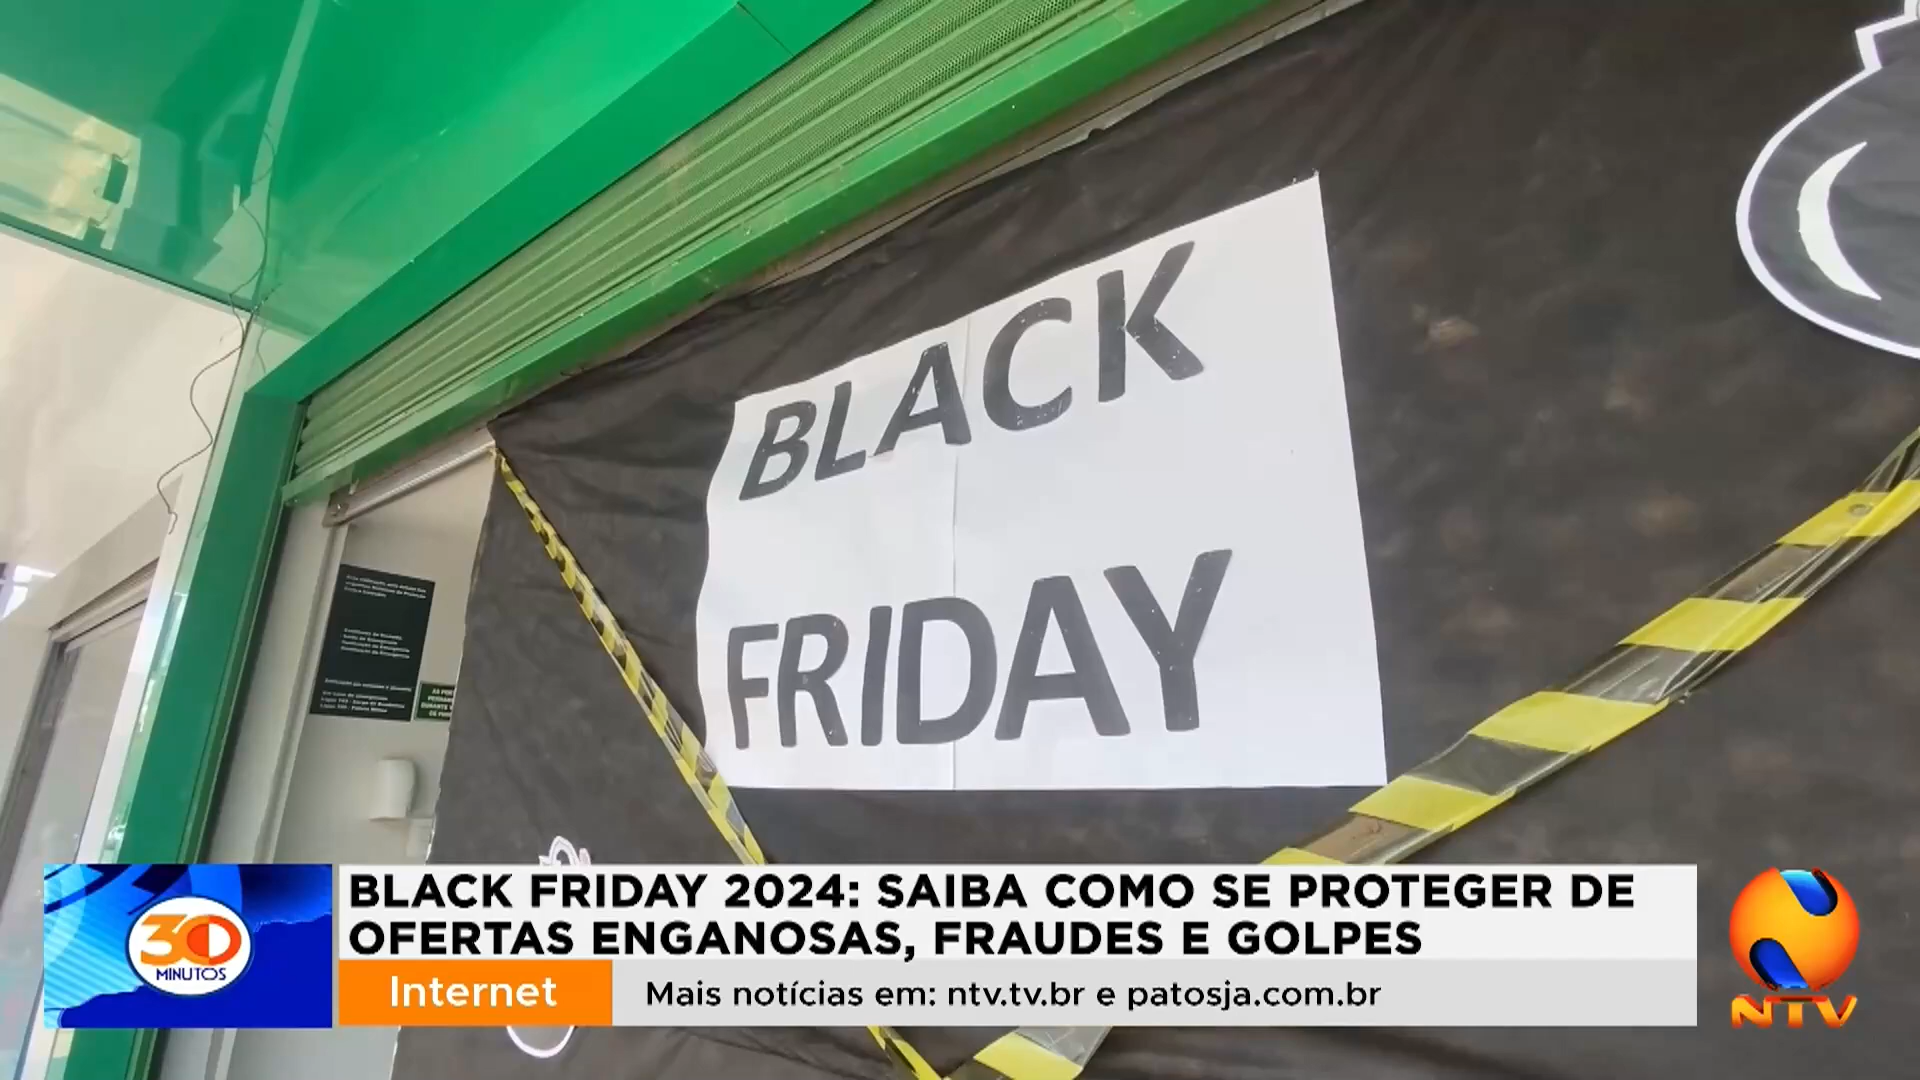 BLACK
FRIDAY
30
MINUTOS
BLACK FRIDAY 2024: SAIBA COMO SE PROTEGER DE
OFERTAS ENGANOSAS, FRAUDES E GOLPES
Internet
Mais notícias em: ntv.tv.br e patosja.com.br
NTV